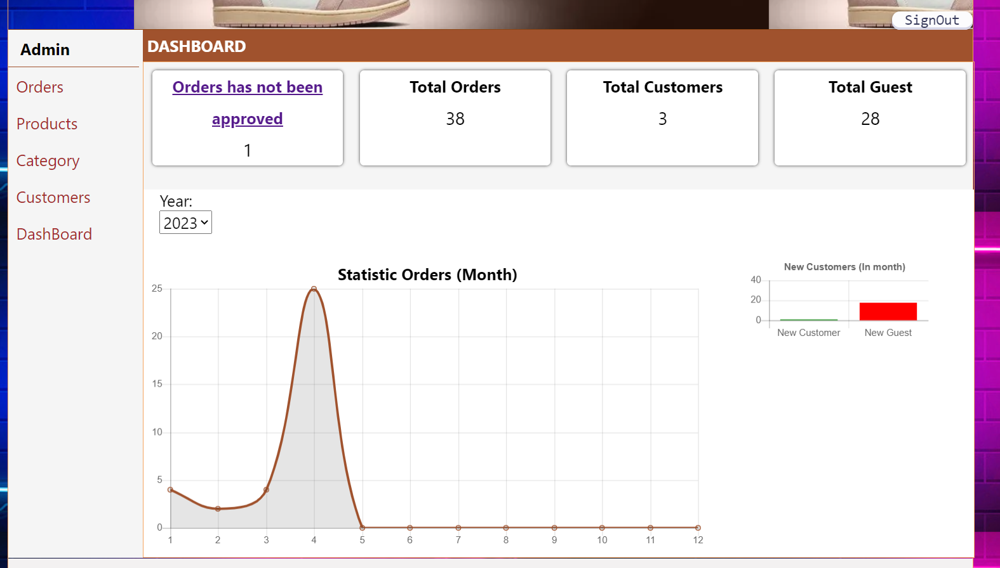 SignOut
Admin
DASHBOARD
Orders
Products
Category
Customers
DashBoard
Orders has not been
approved
1
Total Orders
38
Total Customers
3
Total Guest
28
Year:
2023
Statistic Orders (Month)
25
20
15
10
5
0
1 2 3 4 5 6 7 8 9 10 11 12
New Customers (In month)
40
20
0
New Customer New Guest